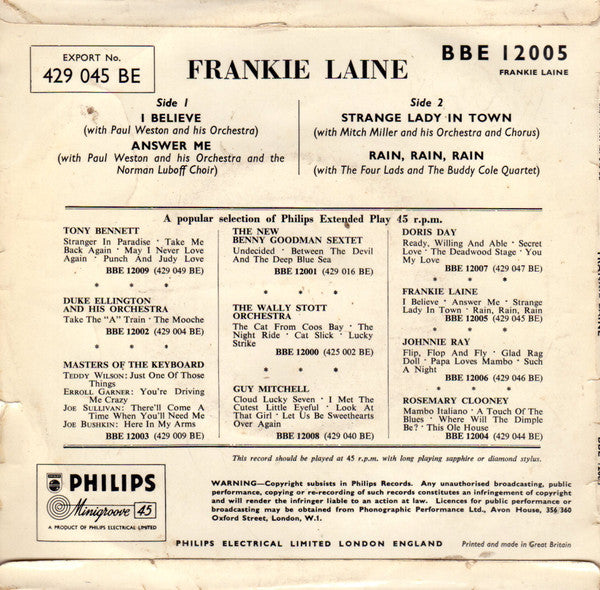 EXPORT No.
429 045 BE
FRANKIE LAINE
BBE 12005
FRANKIE LAINE
Side 1
I BELIEVE
(with Paul Weston and his Orchestra)
ANSWER ME
(with Paul Weston and his Orchestra and the
Norman Luboff Choir)
Side 2
STRANGE LADY IN TOWN
(with Mitch Miller and his Orchestra and Chorus)
RAIN, RAIN, RAIN
(with The Four Lads and The Buddy Cole Quartet)
A popular selection of Philips Extended Play 45 r.p.m.
TONY BENNETT
Stranger In Paradise · Take Me
Back Again · May I Never Love
Again · Punch And Judy Love
BBE 12009 (429 049 BE)
* * *
DUKE ELLINGTON
AND HIS ORCHESTRA
Take The "A" Train · The Mooche
BBE 12002 (429 004 BE)
* * *
MASTERS OF THE KEYBOARD
TEDDY WILSON: Just One Of Those
Things
ERROLL GARNER: You're Driving
Me Crazy
JOE SULLIVAN: There'll Come A
Time When You'll Need Me
JOE BUSHKIN: Here In My Arms
BBE 12003 (429 009 BE)
THE NEW
BENNY GOODMAN SEXTET
Undecided · Between The Devil
And The Deep Blue Sea
BBE 12001 (429 016 BE)
* * *
THE WALLY STOTT
ORCHESTRA
The Cat From Coos Bay · The
Night Ride · Cat Slick · Lucky
Strike
BBE 12000 (425 002 BE)
* * *
GUY MITCHELL
Cloud Lucky Seven · I Met The
Cutest Little Eyeful · Look At
That Girl · Let Us Be Sweethearts
Over Again
BBE 12008 (429 040 BE)
DORIS DAY
Ready, Willing And Able · Secret
Love · The Deadwood Stage · You
My Love
BBE 12007 (429 047 BE)
* * *
FRANKIE LAINE
I Believe · Answer Me · Strange
Lady In Town · Rain, Rain, Rain
BBE 12005 (429 045 BE)
* * *
JOHNNIE RAY
Flip, Flop And Fly · Glad Rag
Doll · Papa Loves Mambo · Such
A Night
BBE 12006 (429 046 BE)
* * *
ROSEMARY CLOONEY
Mambo Italiano · A Touch Of The
Blues · Where Will The Dimple
Be? · This Ole House
BBE 12004 (429 044 BE)
This record should be played at 45 r.p.m. with long playing sapphire or diamond stylus.
PHILIPS
PHILIPS
Minigroove 45
A PRODUCT OF PHILIPS ELECTRICAL LIMITED
WARNING—Copyright subsists in Philips Records. Any unauthorised broadcasting, public
performance, copying or re-recording of such records constitutes an infringement of copyright
and will render the infringer liable to an action at law. Licences for public performance or
broadcasting may be obtained from Phonographic Performance Ltd., Avon House, 356/360
Oxford Street, London, W.1.
PHILIPS ELECTRICAL LIMITED LONDON ENGLAND
Printed and made in Great Britain